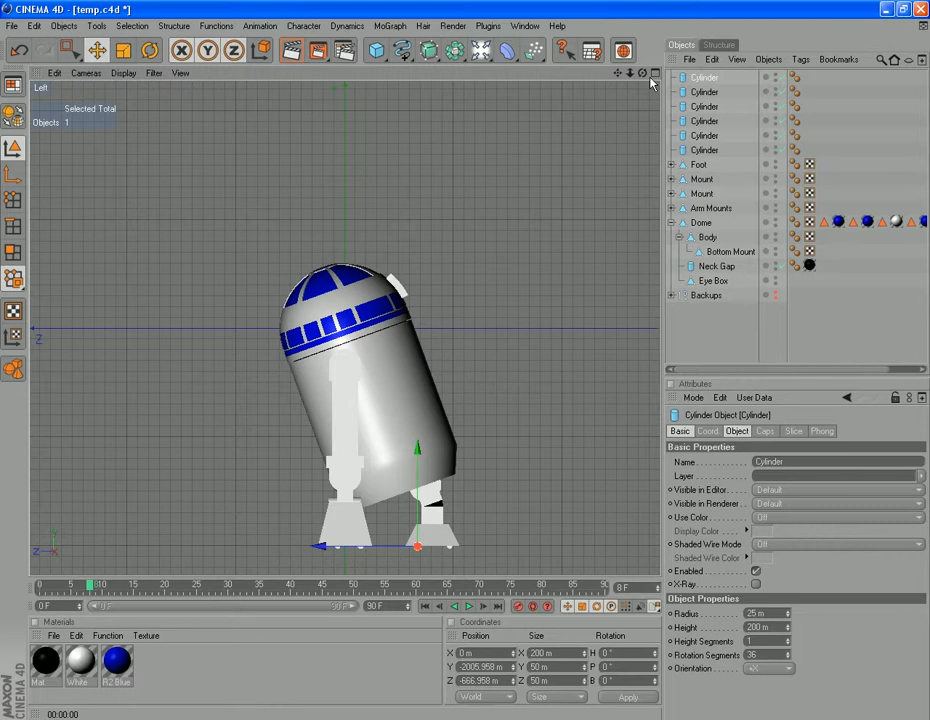 CINEMA 4D - [temp.c4d *]
File Edit Objects Tools Selection Structure Functions Animation Character Dynamics MoGraph Hair Render Plugins Window Help
X Y Z
Objects Structure
File Edit View Objects Tags Bookmarks
Edit Cameras Display Filter View
Left
Selected Total
Objects 1
Cylinder
Cylinder
Cylinder
Cylinder
Cylinder
Cylinder
Foot
Mount
Mount
Arm Mounts
Dome
Body
Bottom Mount
Neck Gap
Eye Box
Backups
Z
Y
Z X
Attributes
Mode Edit User Data
Cylinder Object [Cylinder]
Basic Coord. Object Caps Slice Phong
Basic Properties
Name Cylinder
Layer
Visible in Editor Default
Visible in Renderer Default
Use Color Off
Display Color
Shaded Wire Mode Off
Shaded Wire Color
Enabled
X-Ray
Object Properties
Radius 25 m
Height 200 m
Height Segments 1
Rotation Segments 36
Orientation +X
0 5 10 15 20 25 30 35 40 45 50 55 60 65 70 75 80 85 90 8 F
0 F 0 F 90 F 90 F
Materials
File Edit Function Texture
Mat White R2 Blue
Coordinates
Position Size Rotation
X 0 m X 200 m H 0 °
Y -2005.958 m Y 50 m P 0 °
Z -666.958 m Z 50 m B 0 °
World Size Apply
MAXON CINEMA 4D
00:00:00